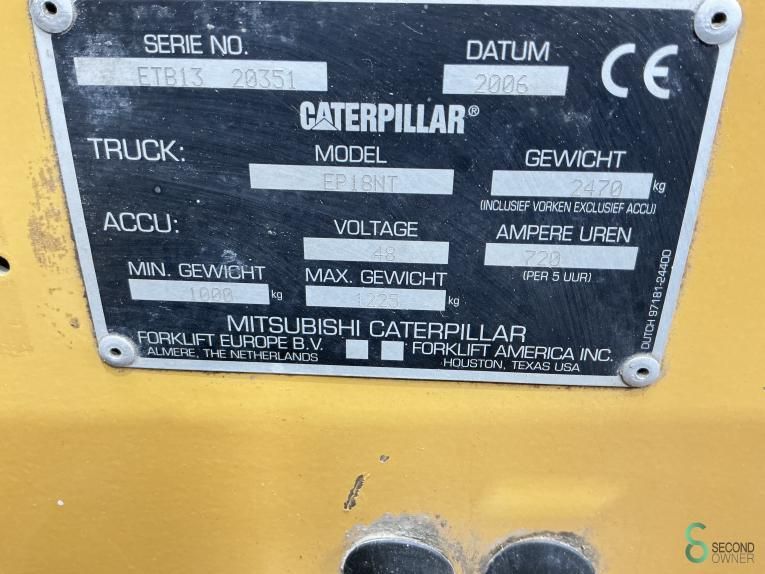 SERIE NO. DATUM
ETB13 20351 2006 CE
CATERPILLAR®
TRUCK: MODEL GEWICHT
EP18NT 2470 kg
(INCLUSIEF VORKEN EXCLUSIEF ACCU)
ACCU: VOLTAGE AMPERE UREN
48 720
(PER 5 UUR)
MIN. GEWICHT MAX. GEWICHT
1000 kg 1225 kg
MITSUBISHI CATERPILLAR
FORKLIFT EUROPE B.V. FORKLIFT AMERICA INC.
ALMERE, THE NETHERLANDS HOUSTON, TEXAS USA
DUTCH 97181-24400
SECOND
OWNER